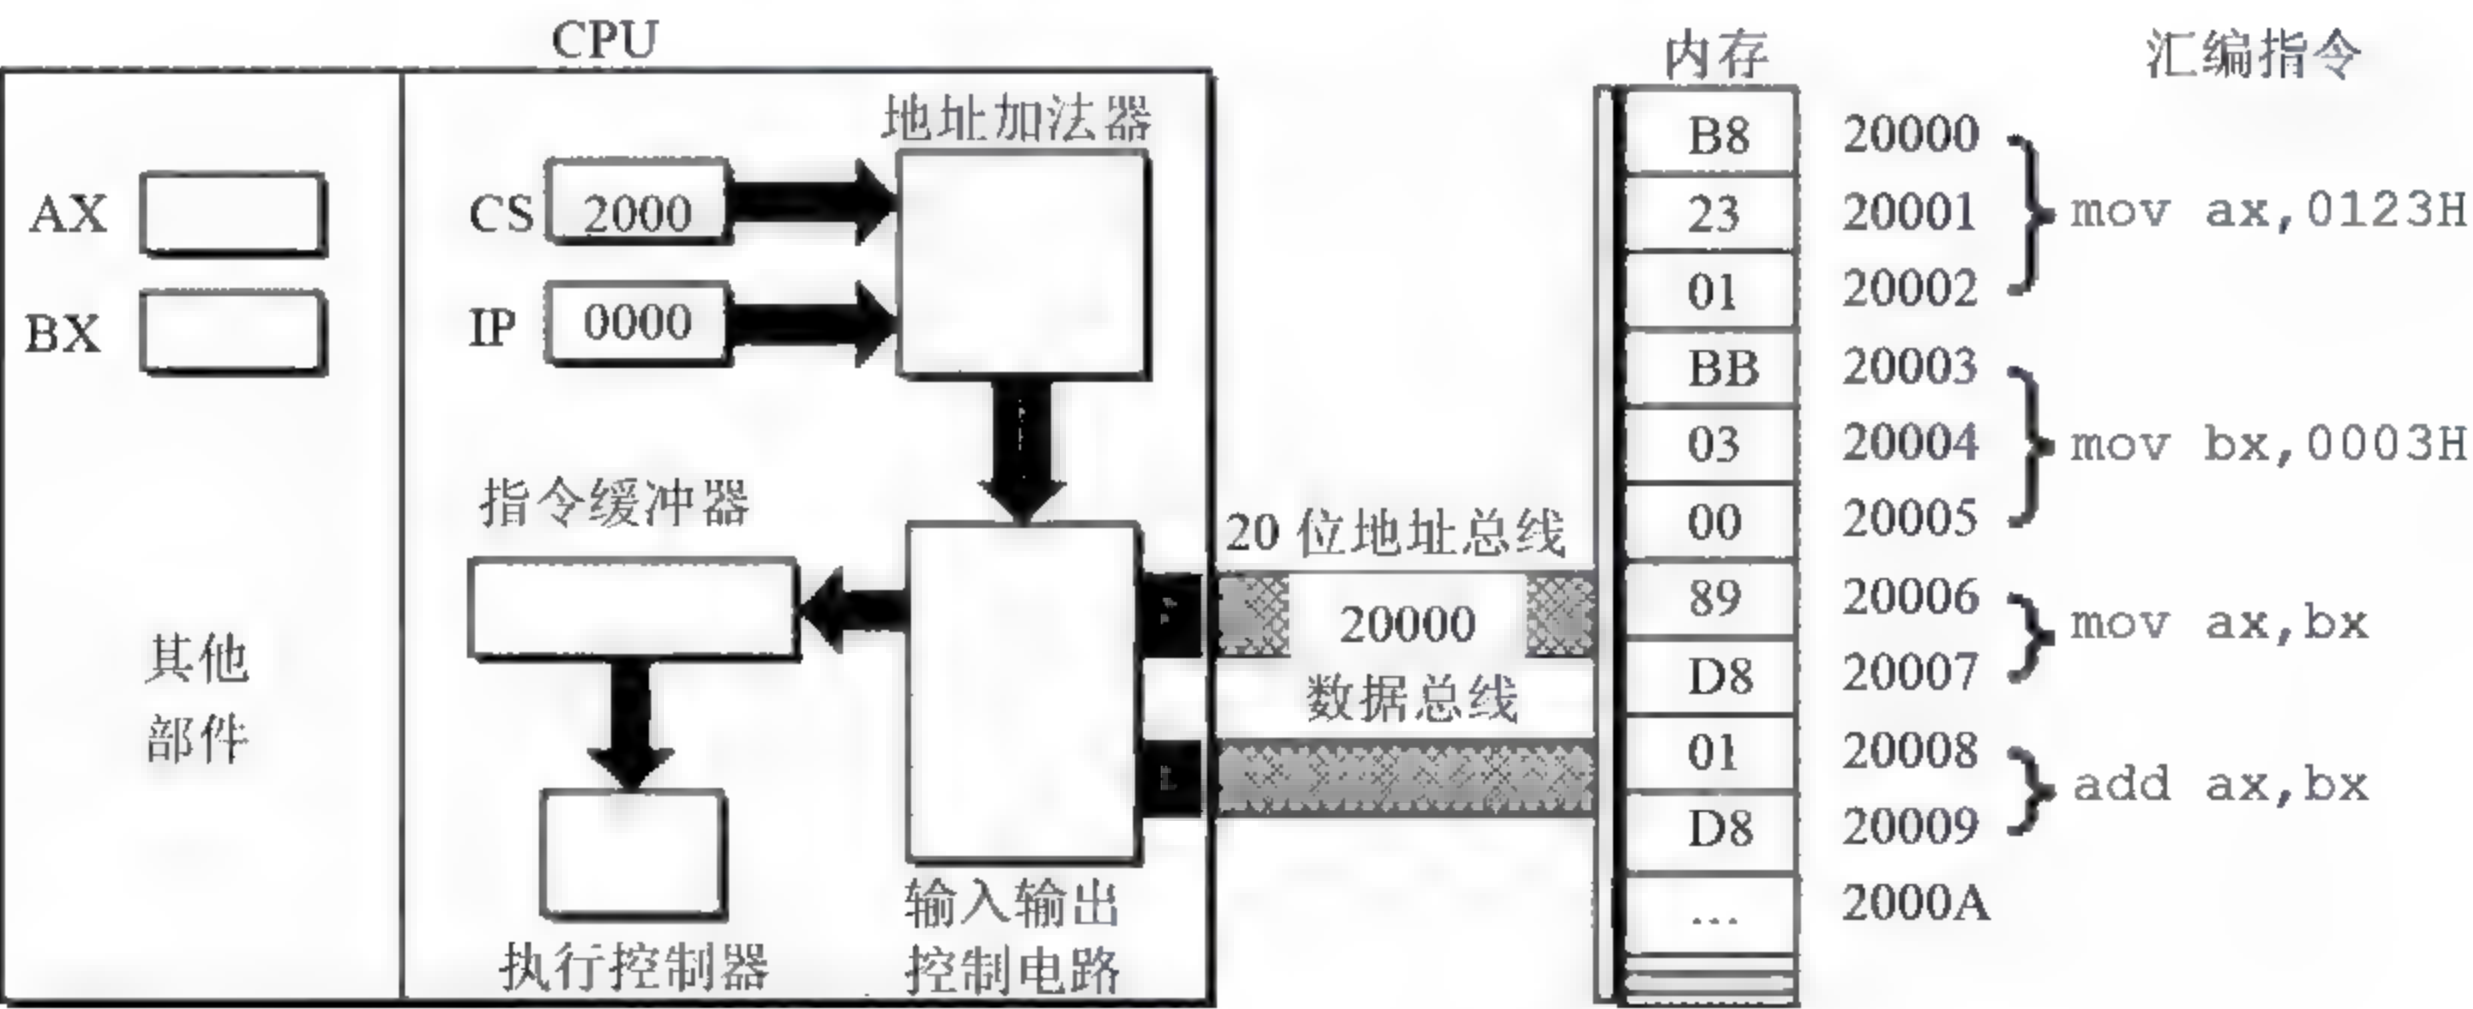 CPU
内存
汇编指令
地址加法器
AX
BX
CS
2000
IP
0000
指令缓冲器
其他
部件
执行控制器
输入输出
控制电路
20 位地址总线
20000
数据总线
B8 20000
23 20001 mov ax,0123H
01 20002
BB 20003
03 20004 mov bx,0003H
00 20005
89 20006 mov ax,bx
D8 20007
01 20008 add ax,bx
D8 20009
… 2000A